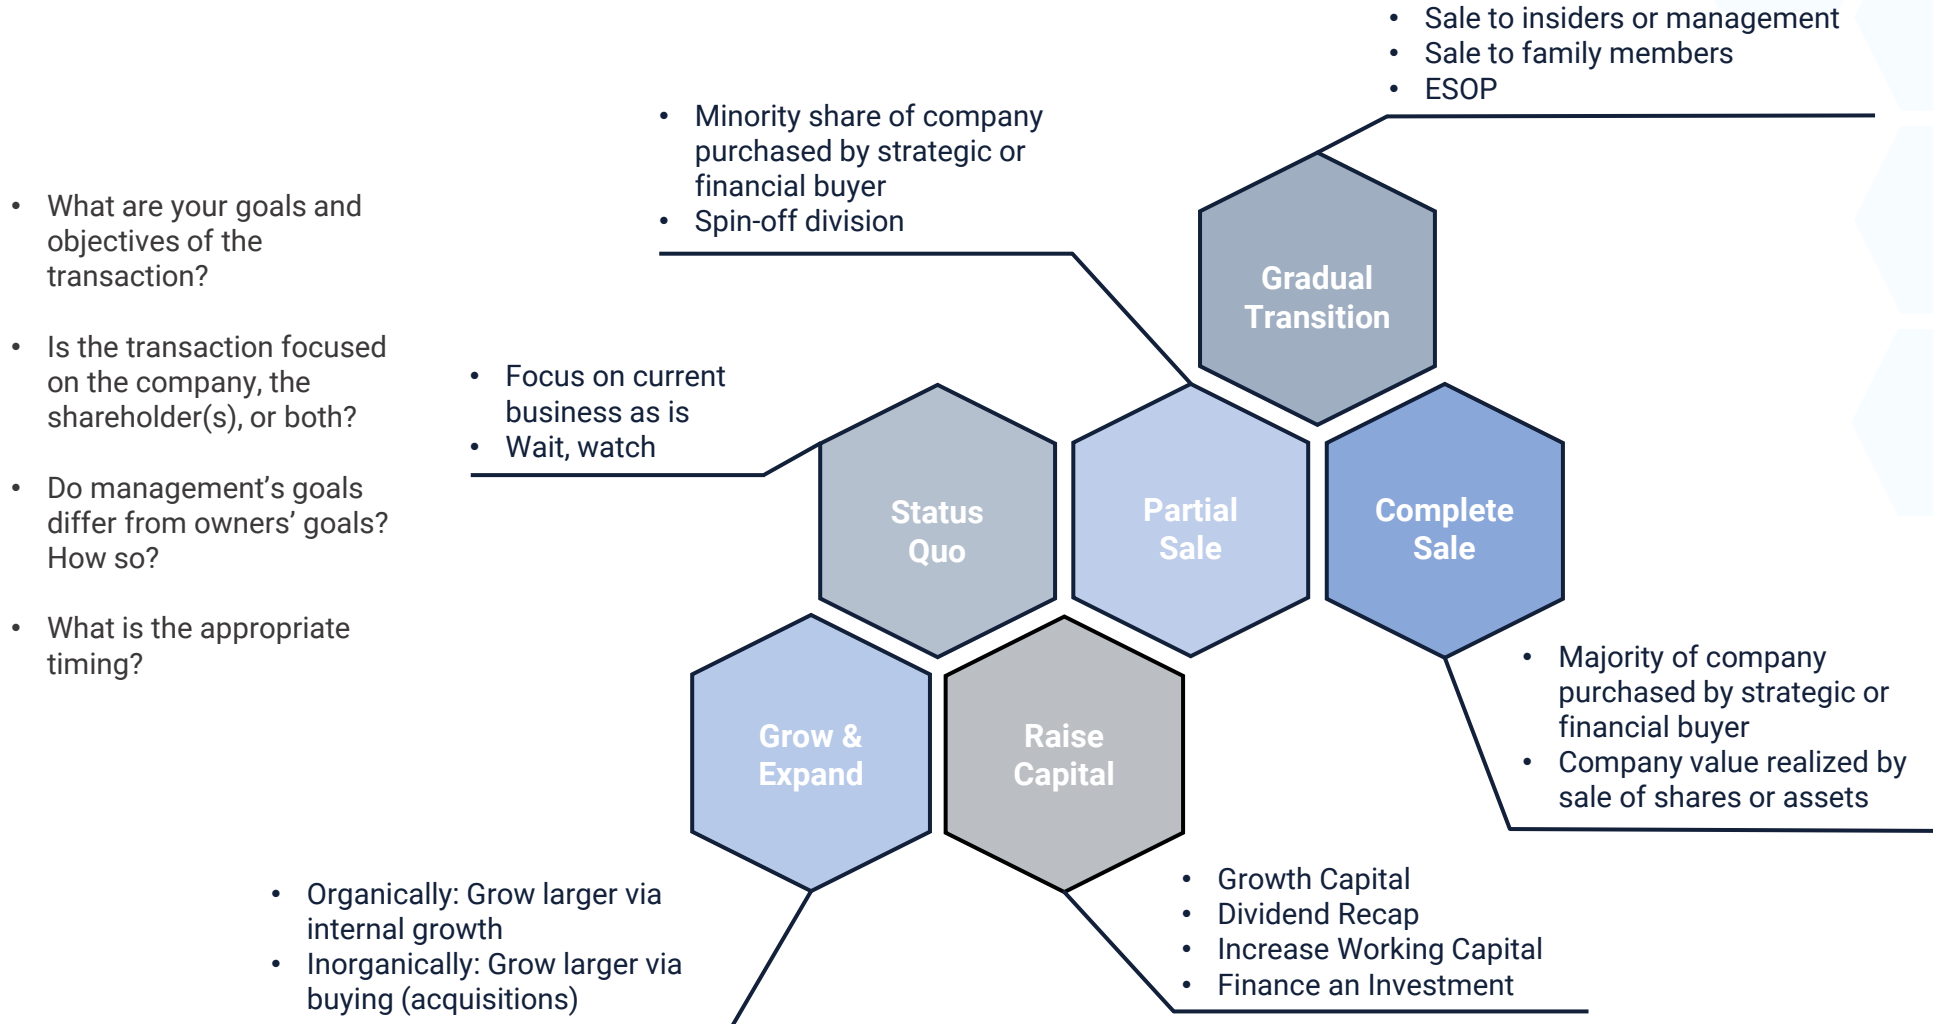 • What are your goals and
objectives of the
transaction?
• Is the transaction focused
on the company, the
shareholder(s), or both?
• Do management’s goals
differ from owners’ goals?
How so?
• What is the appropriate
timing?
• Sale to insiders or management
• Sale to family members
• ESOP
Gradual
Transition
• Minority share of company
purchased by strategic or
financial buyer
• Spin-off division
Partial
Sale
• Focus on current
business as is
• Wait, watch
Status
Quo
Complete
Sale
• Majority of company
purchased by strategic or
financial buyer
• Company value realized by
sale of shares or assets
Grow &
Expand
• Organically: Grow larger via
internal growth
• Inorganically: Grow larger via
buying (acquisitions)
Raise
Capital
• Growth Capital
• Dividend Recap
• Increase Working Capital
• Finance an Investment